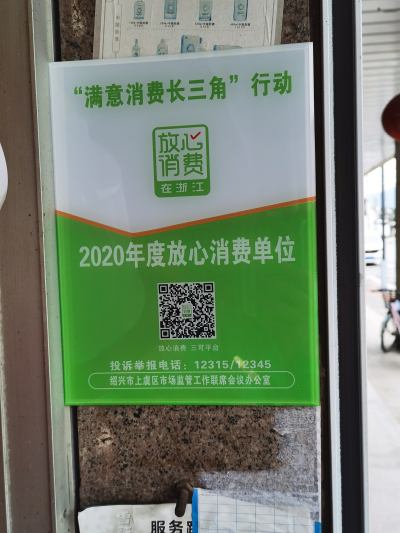 “满意消费长三角”行动
放心
消费
在浙江
2020年度放心消费单位
放心消费 三可平台
投诉举报电话：12315/12345
绍兴市上虞区市场监管工作联席会议办公室
服务